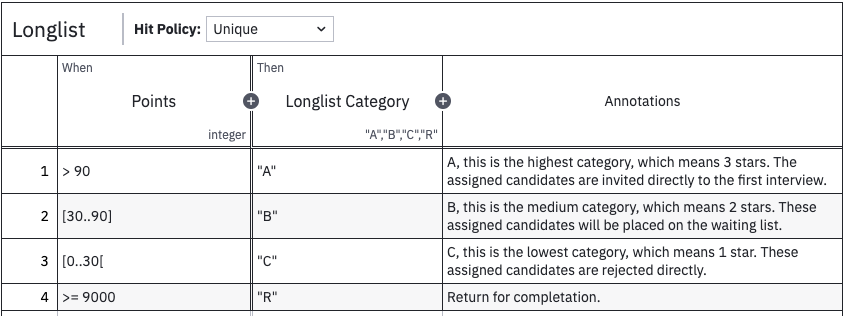 Longlist Hit Policy: Unique
When Then
Points + Longlist Category + Annotations
integer "A","B","C","R"
1 > 90 "A" A, this is the highest category, which means 3 stars. The
assigned candidates are invited directly to the first interview.
2 [30..90] "B" B, this is the medium category, which means 2 stars. These
assigned candidates will be placed on the waiting list.
3 [0..30[ "C" C, this is the lowest category, which means 1 star. These
assigned candidates are rejected directly.
4 >= 9000 "R" Return for completation.